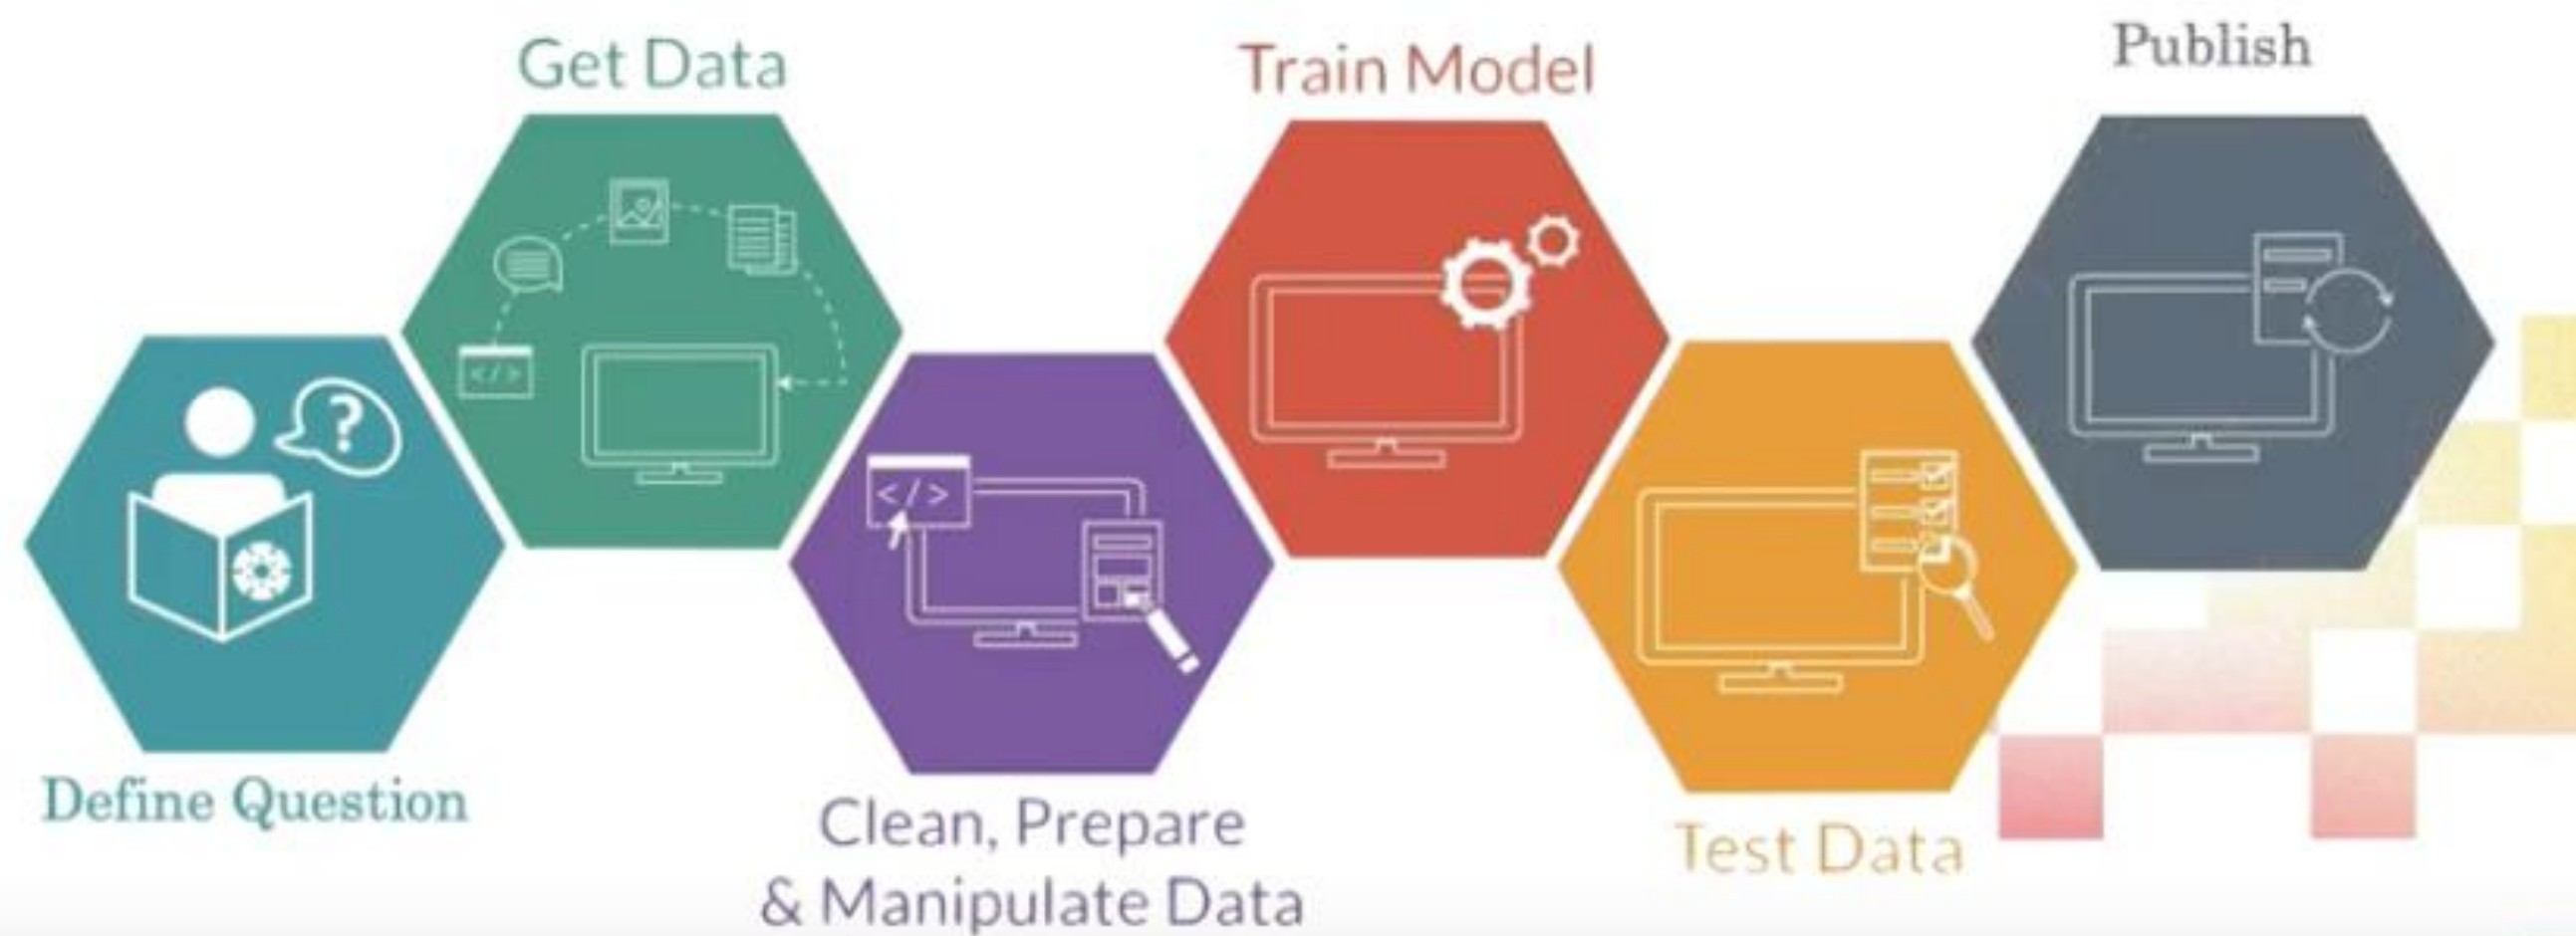 Define Question
Get Data
</>
?
Clean, Prepare
& Manipulate Data
</>
Train Model
Test Data
Publish